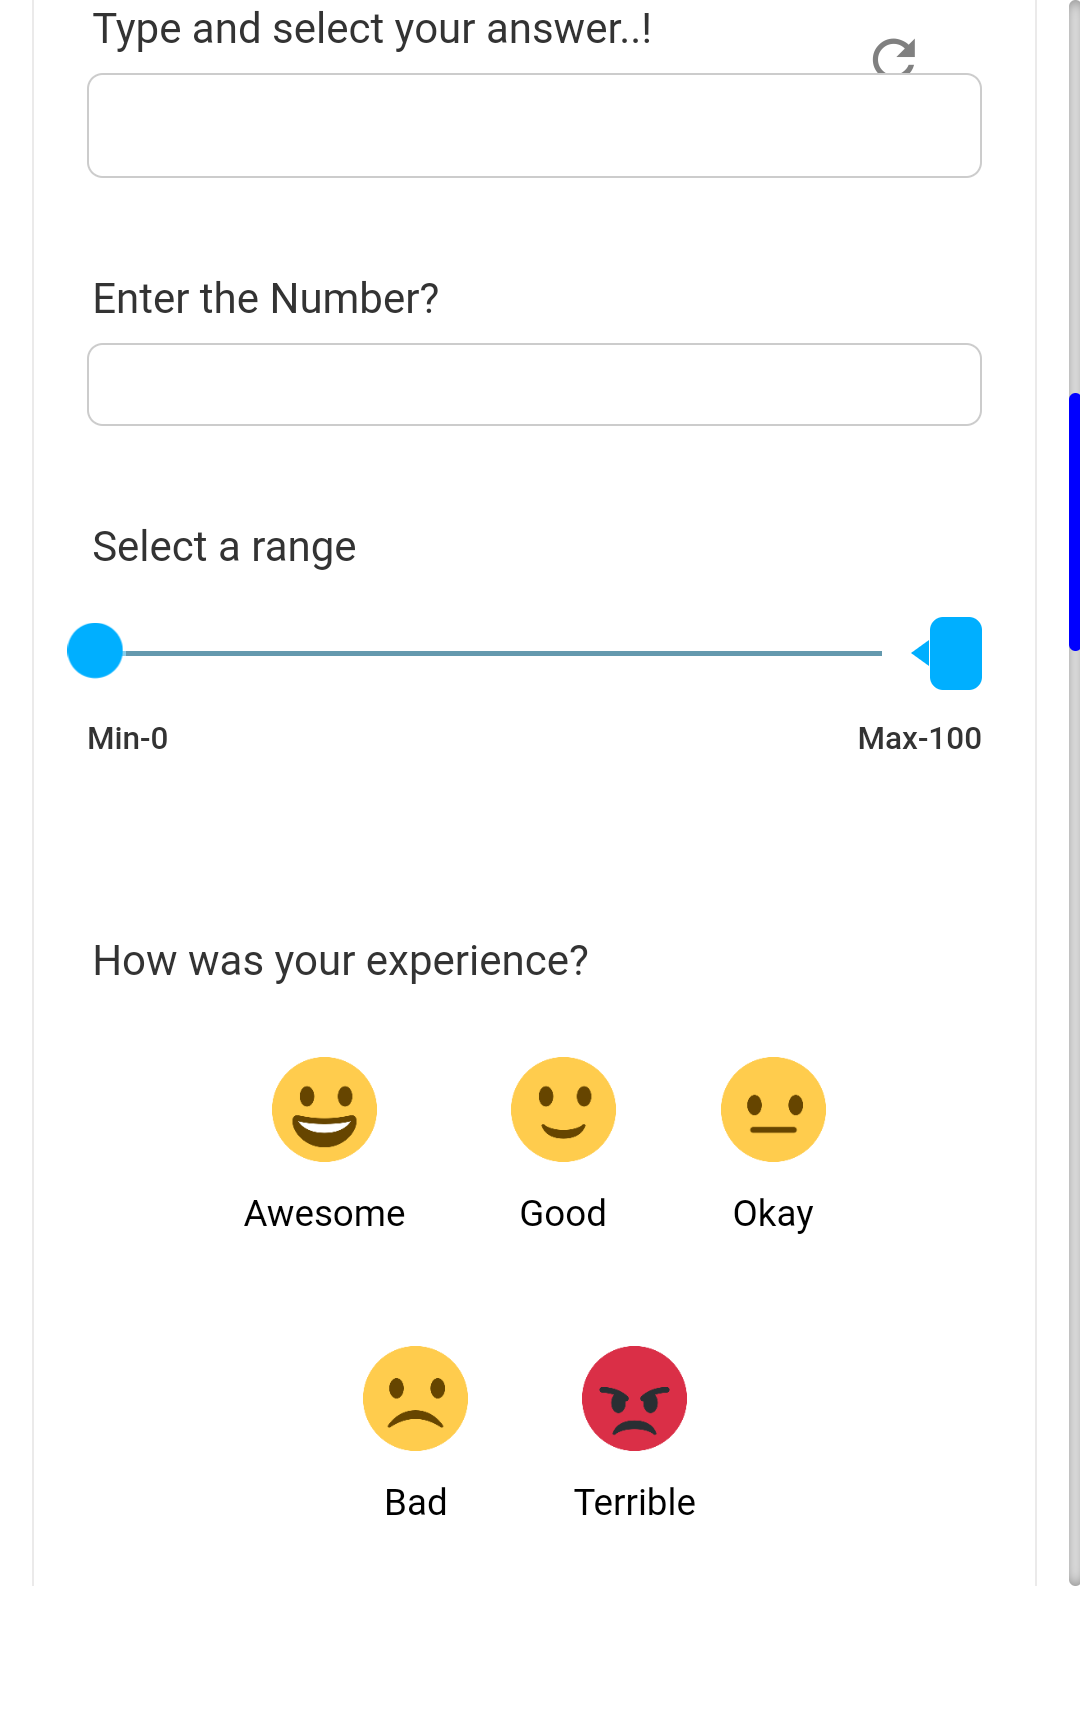 Type and select your answer..!
Enter the Number?
Select a range
Min-0 Max-100
How was your experience?
Awesome Good Okay
Bad Terrible